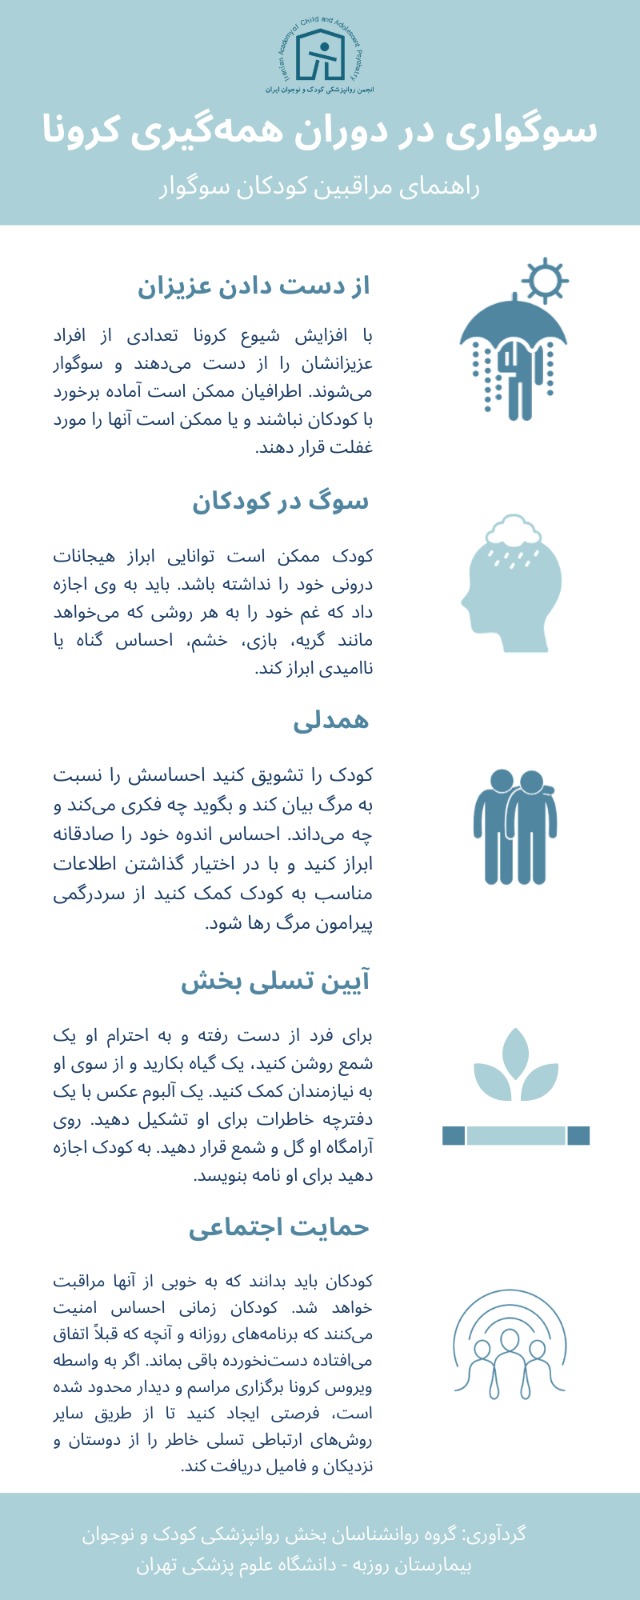 Iranian Academy of Child and Adolescent Psychiatry
انجمن روانپزشکی کودک و نوجوان ایران
سوگواری در دوران همه‌گیری کرونا
راهنمای مراقبین کودکان سوگوار
از دست دادن عزیزان
با افزایش شیوع کرونا تعدادی از افراد
عزیزانشان را از دست می‌دهند و سوگوار
می‌شوند. اطرافیان ممکن است آماده برخورد
با کودکان نباشند و یا ممکن است آنها را مورد
غفلت قرار دهند.
سوگ در کودکان
کودک ممکن است توانایی ابراز هیجانات
درونی خود را نداشته باشد. باید به وی اجازه
داد که غم خود را به هر روشی که می‌خواهد
مانند گریه، بازی، خشم، احساس گناه یا
ناامیدی ابراز کند.
همدلی
کودک را تشویق کنید احساسش را نسبت
به مرگ بیان کند و بگوید چه فکری می‌کند و
چه می‌داند. احساس اندوه خود را صادقانه
ابراز کنید و با در اختیار گذاشتن اطلاعات
مناسب به کودک کمک کنید از سردرگمی
پیرامون مرگ رها شود.
آیین تسلی بخش
برای فرد از دست رفته و به احترام او یک
شمع روشن کنید، یک گیاه بکارید و از سوی او
به نیازمندان کمک کنید. یک آلبوم عکس با یک
دفترچه خاطرات برای او تشکیل دهید. روی
آرامگاه او گل و شمع قرار دهید. به کودک اجازه
دهید برای او نامه بنویسد.
حمایت اجتماعی
کودکان باید بدانند که به خوبی از آنها مراقبت
خواهد شد. کودکان زمانی احساس امنیت
می‌کنند که برنامه‌های روزانه و آنچه که قبلاً اتفاق
می‌افتاده دست‌نخورده باقی بماند. اگر به واسطه
ویروس کرونا برگزاری مراسم و دیدار محدود شده
است، فرصتی ایجاد کنید تا از طریق سایر
روش‌های ارتباطی تسلی خاطر را از دوستان و
نزدیکان و فامیل دریافت کند.
گردآوری: گروه روانشناسان بخش روانپزشکی کودک و نوجوان
بیمارستان روزبه - دانشگاه علوم پزشکی تهران